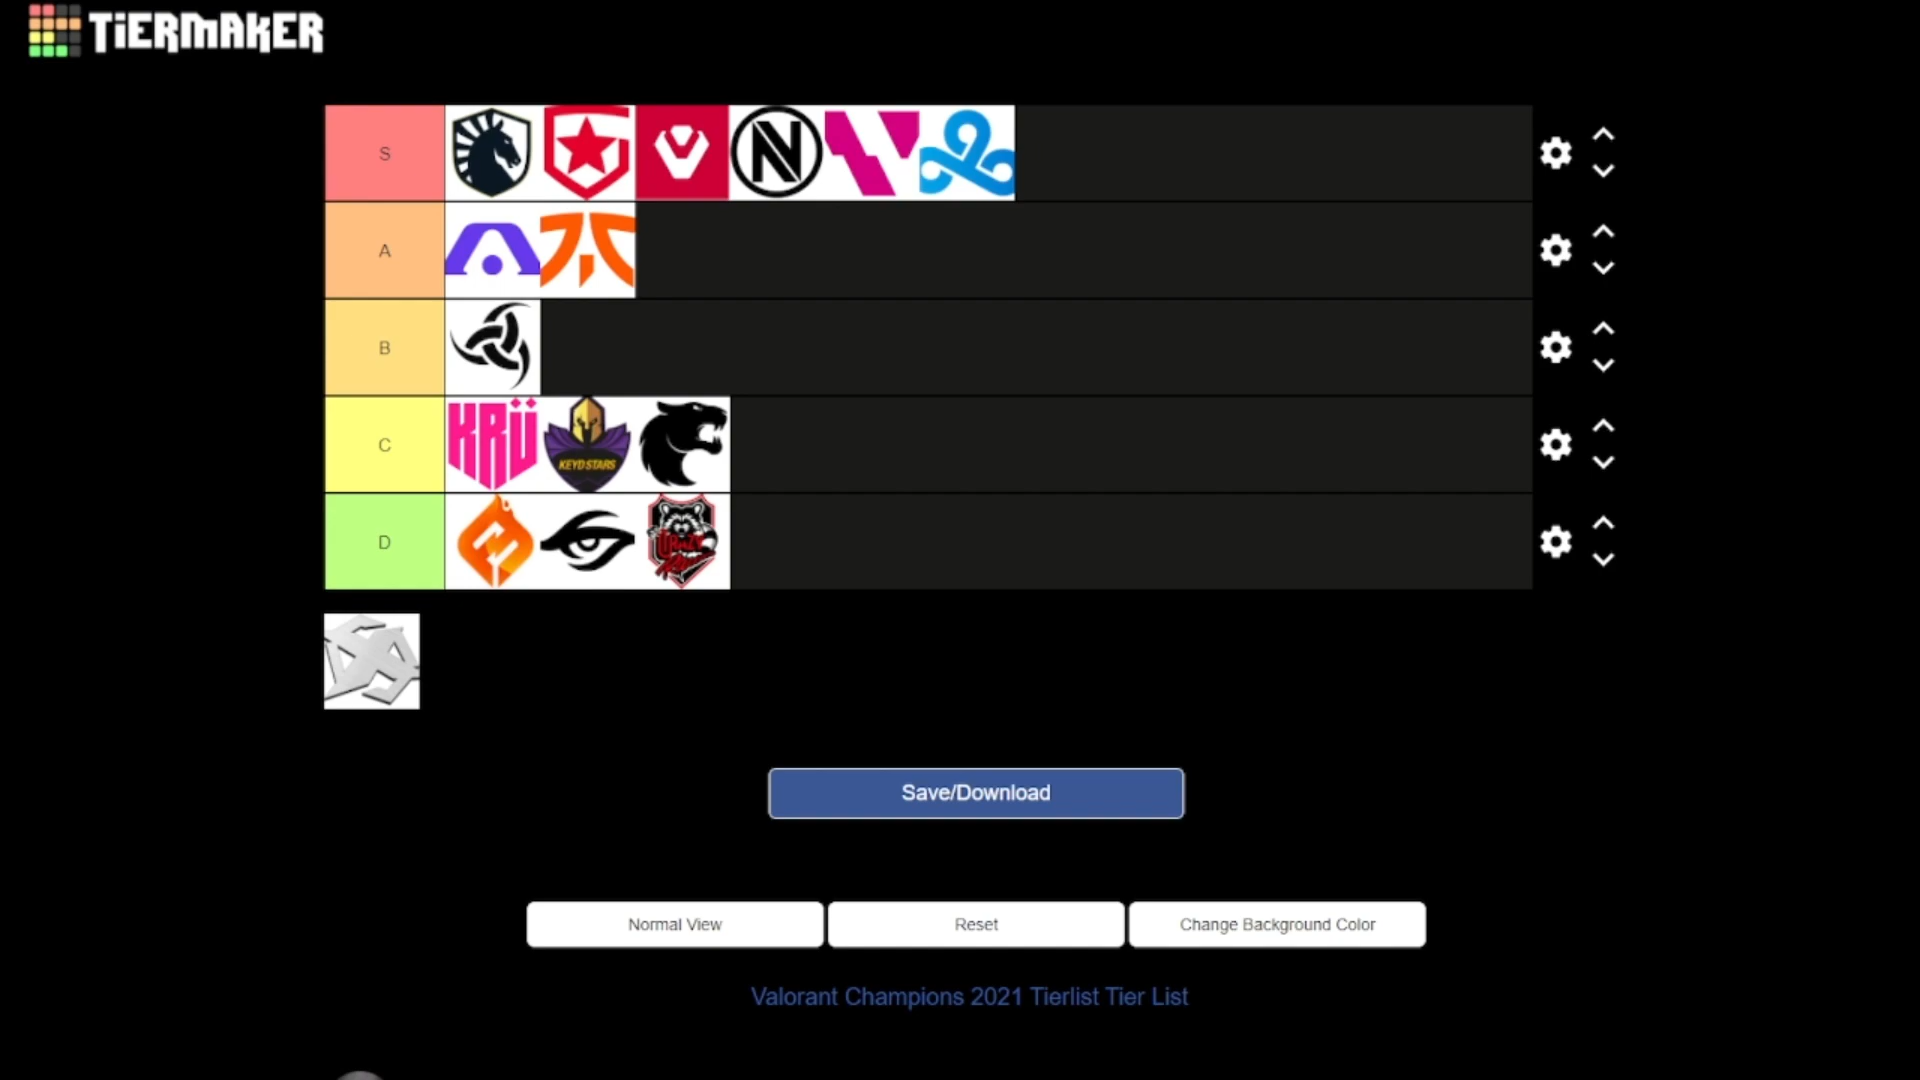 TiERMAKER
S
A
B
C
KRÜ
KEYD STARS
D
Save/Download
Normal View
Reset
Change Background Color
Valorant Champions 2021 Tierlist Tier List